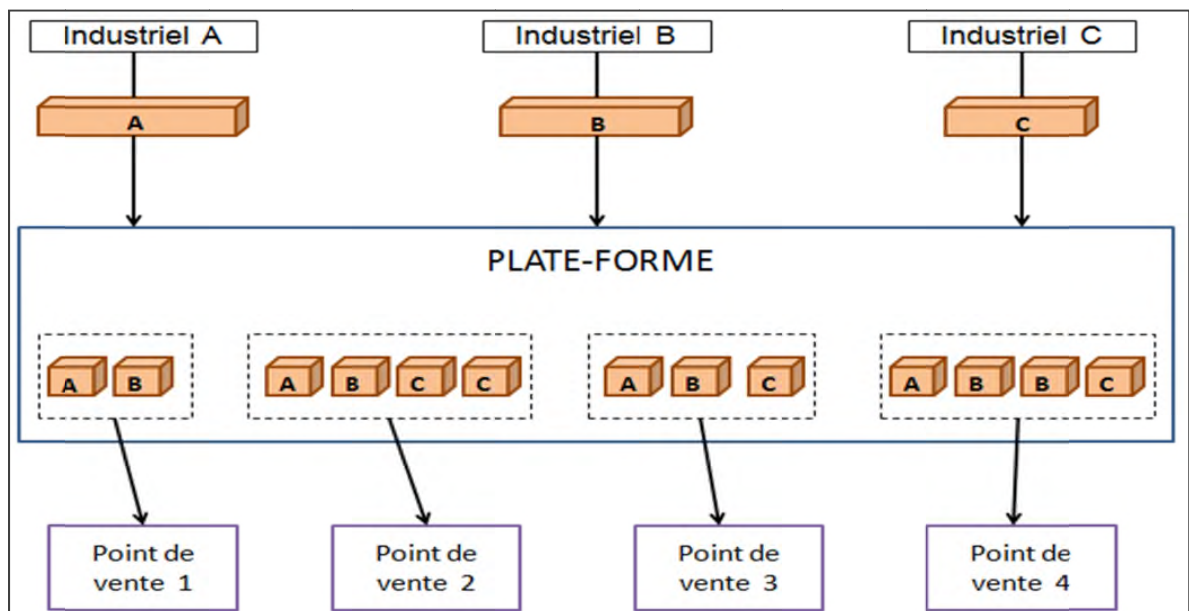 Industriel A
Industriel B
Industriel C
A
B
C
PLATE-FORME
A B
A B C C
A B C
A B B C
Point de
vente 1
Point de
vente 2
Point de
vente 3
Point de
vente 4